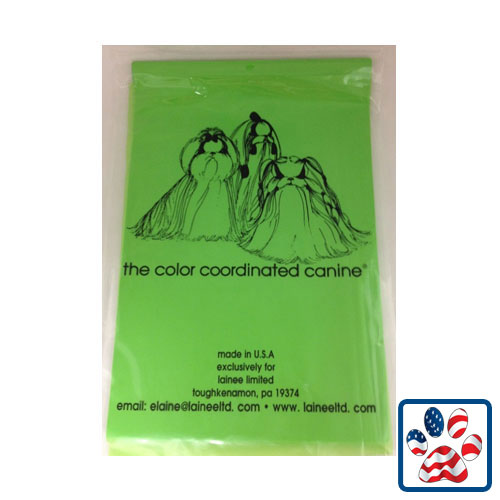 the color coordinated canine®
made in U.S.A
exclusively for
lainee limited
toughkenamon, pa 19374
email: elaine@laineeltd.com • www. laineeltd. com